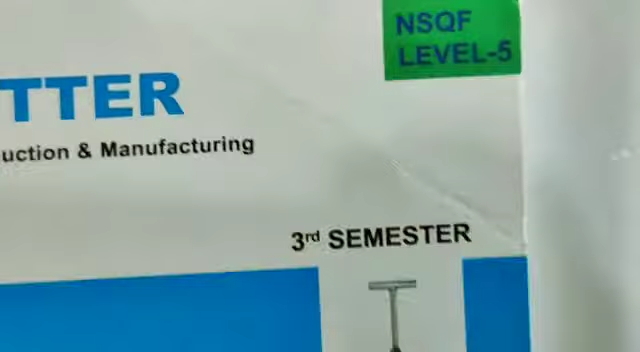 NSQF
LEVEL-5
TTER
uction & Manufacturing
3rd SEMESTER